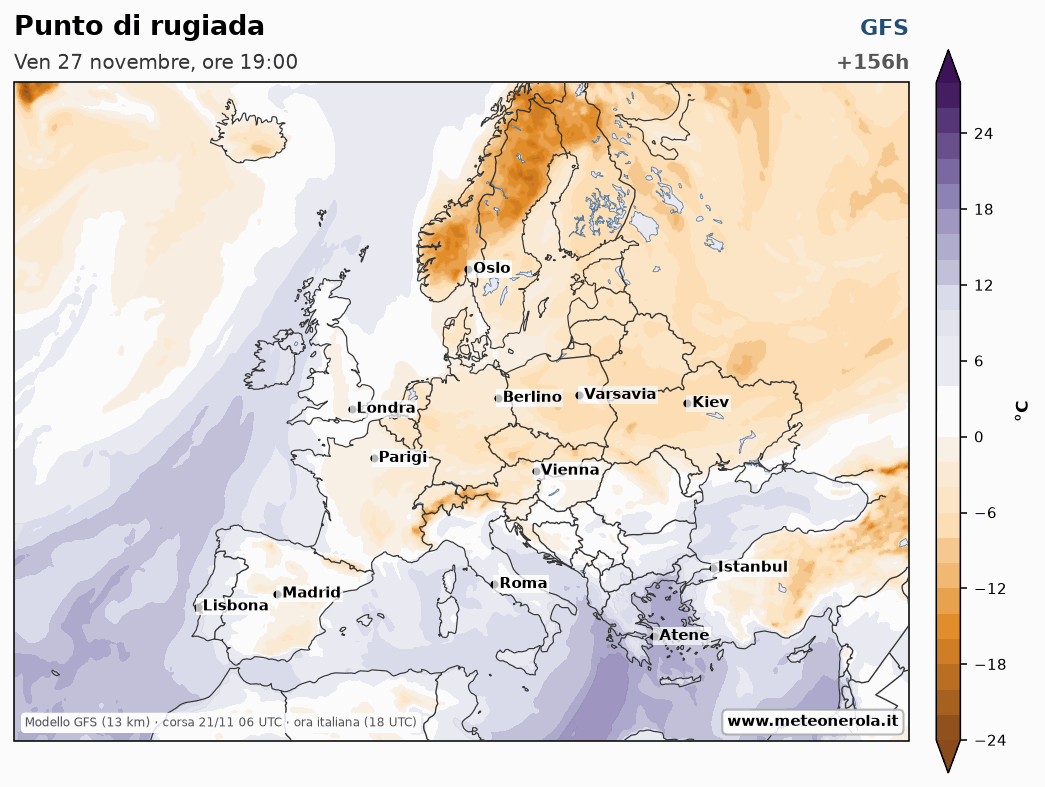 Punto di rugiada
GFS
Ven 27 novembre, ore 19:00
+156h
24
18
12
6
0
−6
−12
−18
−24
°C
Oslo
Berlino
Varsavia
Kiev
Londra
Parigi
Vienna
Istanbul
Roma
Madrid
Lisbona
Atene
Modello GFS (13 km) · corsa 21/11 06 UTC · ora italiana (18 UTC)
www.meteonerola.it